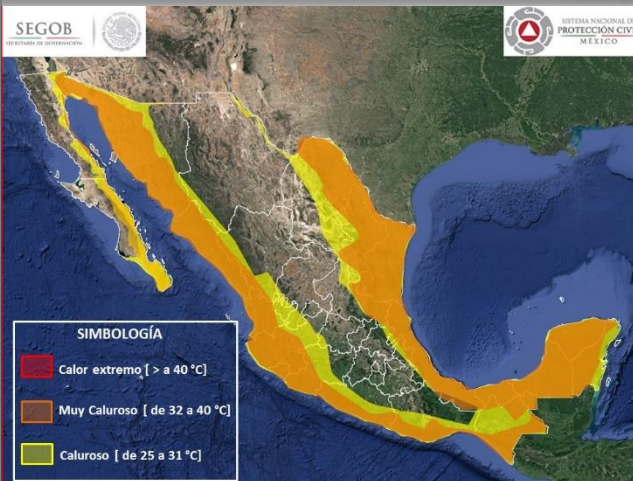 SEGOB
SECRETARÍA DE GOBERNACIÓN
SISTEMA NACIONAL DE
PROTECCIÓN CIVIL
MÉXICO
SIMBOLOGÍA
Calor extremo [ > a 40 °C]
Muy Caluroso [ de 32 a 40 °C]
Caluroso [ de 25 a 31 °C]